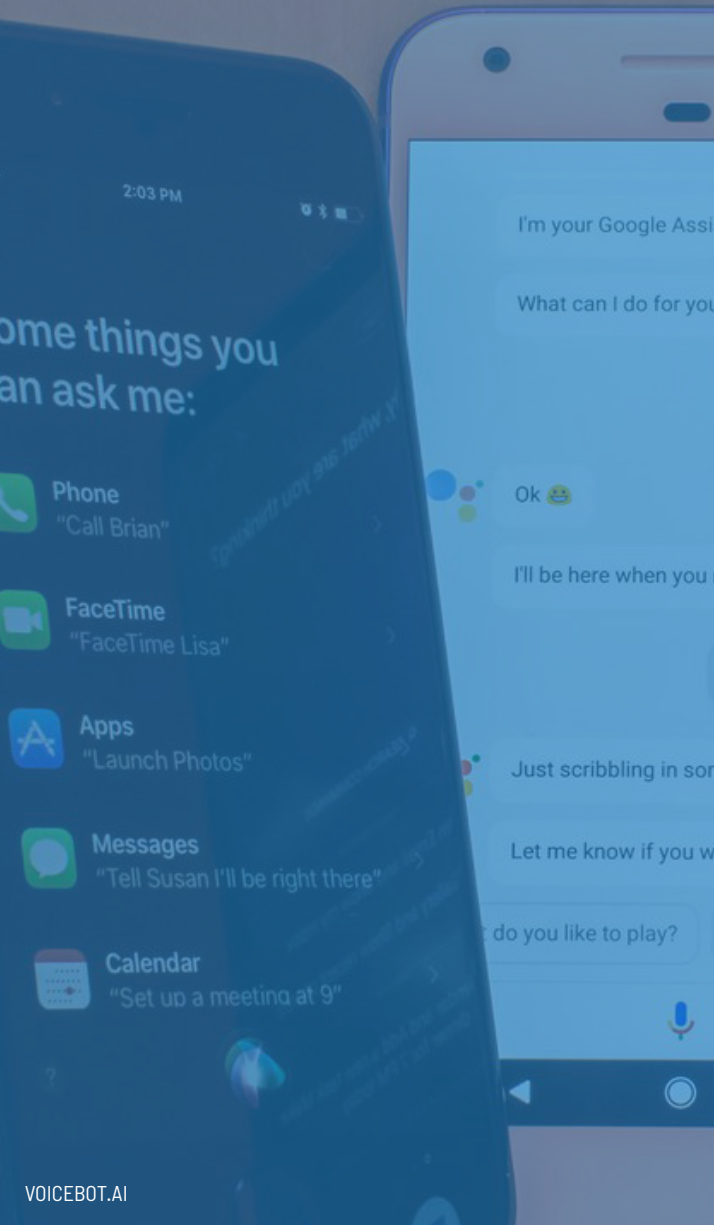 2:03 PM
ome things you
an ask me:
Phone
“Call Brian”
FaceTime
“FaceTime Lisa”
Apps
“Launch Photos”
Messages
“Tell Susan I’ll be right there”
Calendar
“Set up a meeting at 9”
?
I'm your Google Assi
What can I do for you
Ok 😀
I'll be here when you
Just scribbling in so
Let me know if you w
do you like to play?
VOICEBOT.AI